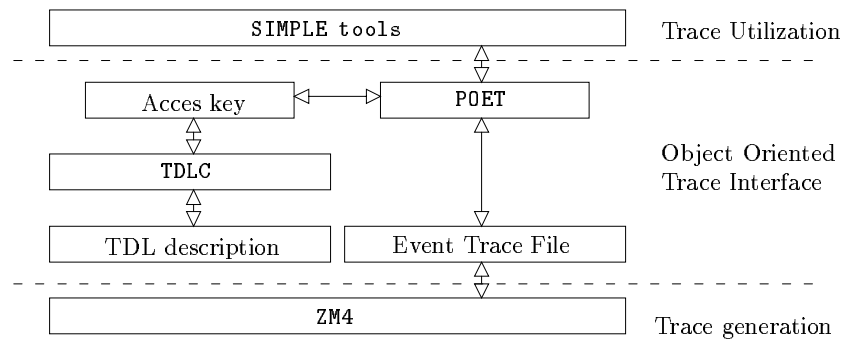 SIMPLE tools
Trace Utilization
Acces key
POET
TDLC
Object Oriented
Trace Interface
TDL description
Event Trace File
ZM4
Trace generation